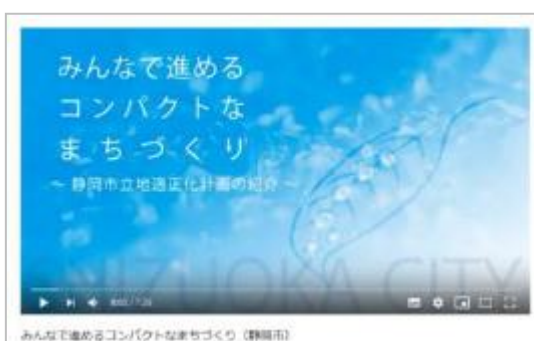 みんなで進める
コンパクトな
まちづくり
～ 静岡市立地適正化計画の紹介 ～
SHIZUOKA CITY
みんなで進めるコンパクトなまちづくり（静岡市）